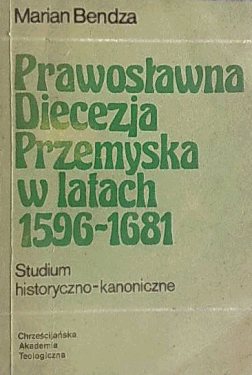 Marian Bendza
Prawosławna
Diecezja
Przemyska
w latach
1596-1681
Studium
historyczno-kanoniczne
Chrześcijańska
Akademia
Teologiczna